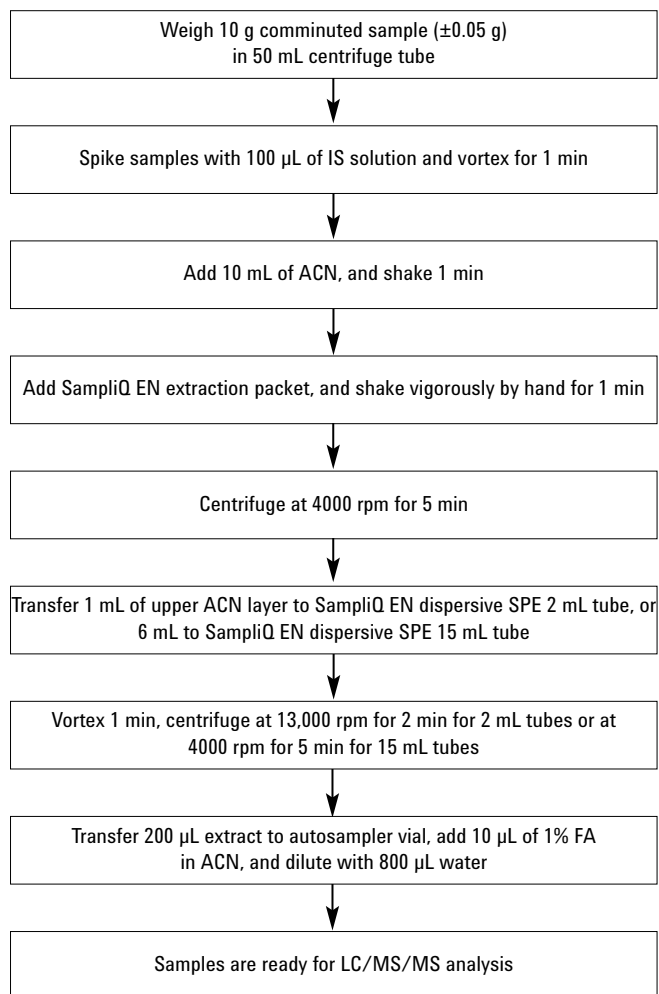 Weigh 10 g comminuted sample (±0.05 g)
in 50 mL centrifuge tube
Spike samples with 100 µL of IS solution and vortex for 1 min
Add 10 mL of ACN, and shake 1 min
Add SampliQ EN extraction packet, and shake vigorously by hand for 1 min
Centrifuge at 4000 rpm for 5 min
Transfer 1 mL of upper ACN layer to SampliQ EN dispersive SPE 2 mL tube, or
6 mL to SampliQ EN dispersive SPE 15 mL tube
Vortex 1 min, centrifuge at 13,000 rpm for 2 min for 2 mL tubes or at
4000 rpm for 5 min for 15 mL tubes
Transfer 200 µL extract to autosampler vial, add 10 µL of 1% FA
in ACN, and dilute with 800 µL water
Samples are ready for LC/MS/MS analysis